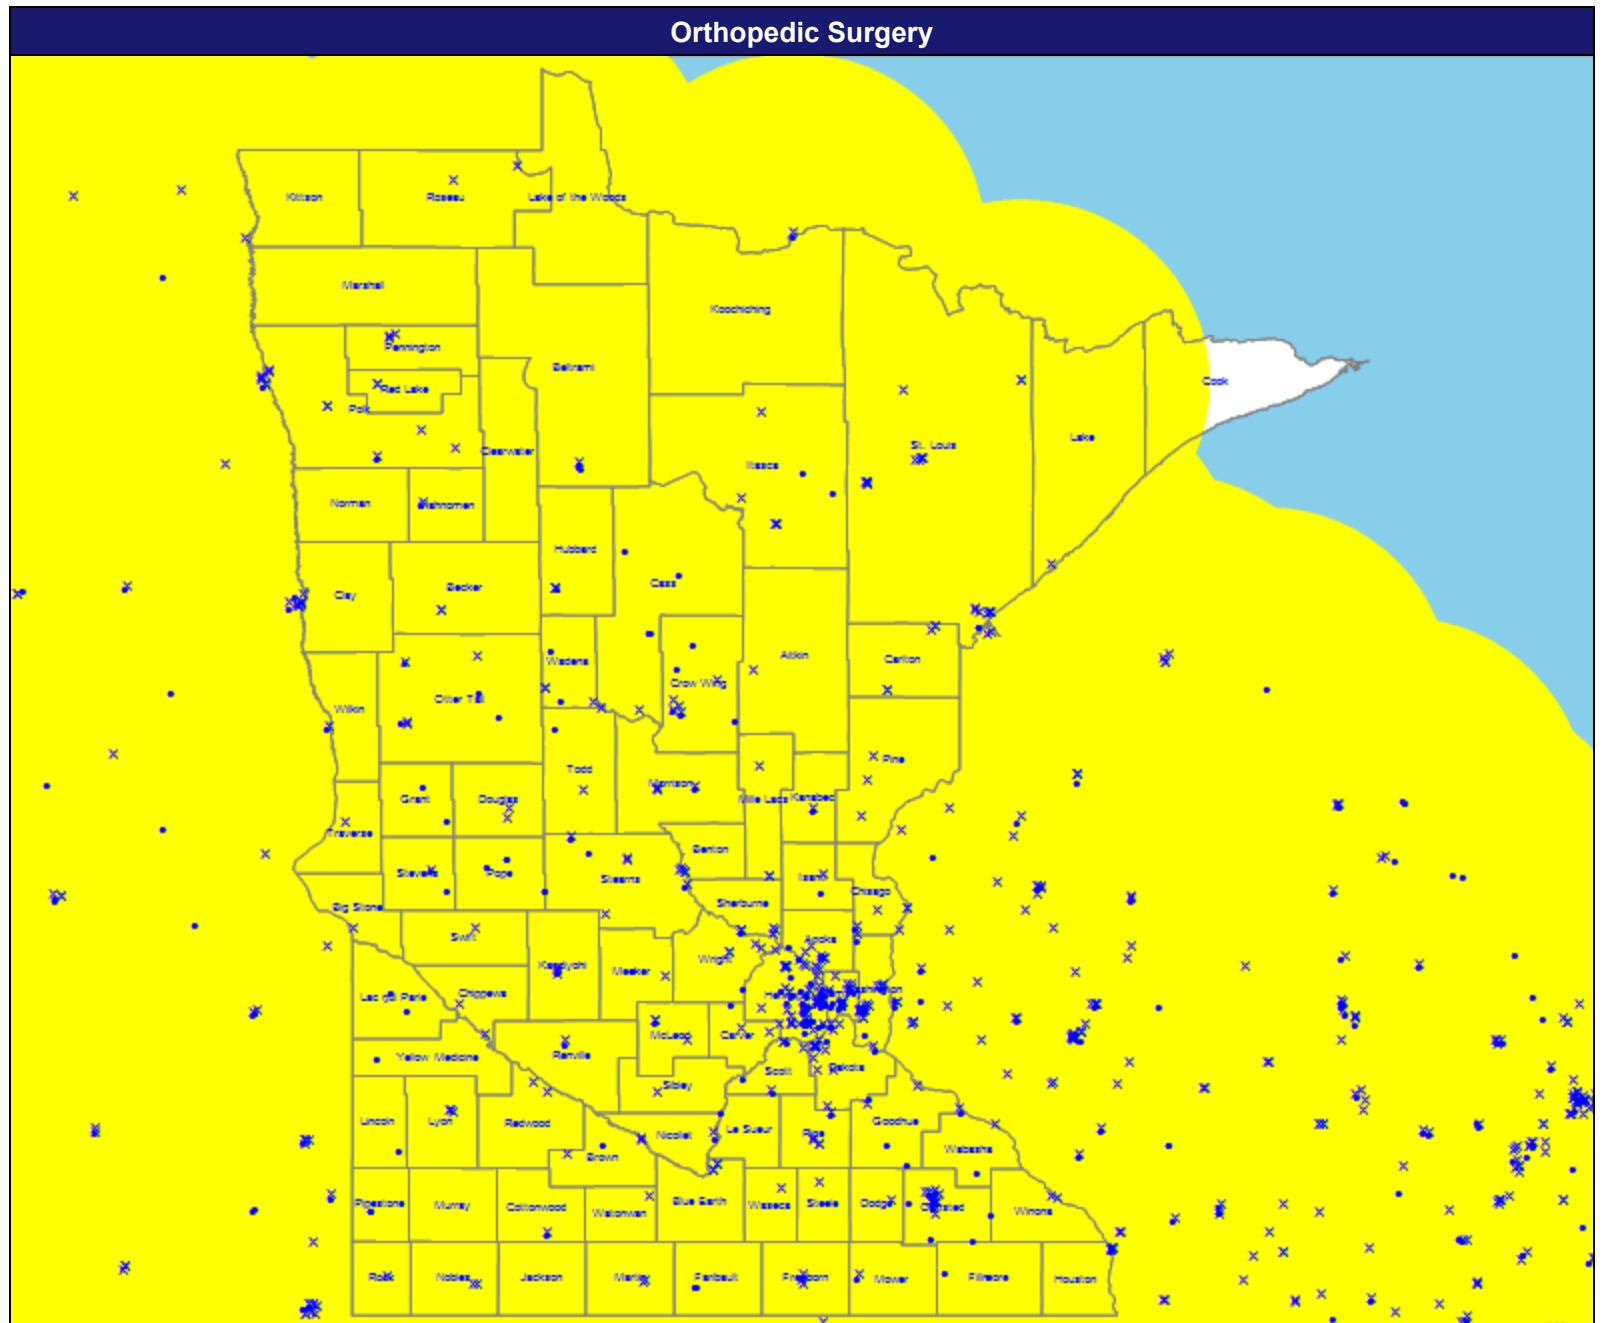 Orthopedic Surgery
Kittson
Roseau
Lake of the Woods
Marshall
Koochiching
Pennington
Beltrami
Red Lake
Cook
Polk
Lake
St. Louis
Clearwater
Itasca
Norman
Mahnomen
Hubbard
Cass
Becker
Clay
Aitkin
Carlton
Wadena
Crow Wing
Otter Tail
Wilkin
Pine
Todd
Morrison
Mille Lacs
Kanabec
Grant
Douglas
Traverse
Benton
Stevens
Pope
Stearns
Isanti
Chisago
Big Stone
Sherburne
Swift
Anoka
Kandiyohi
Meeker
Wright
Lac qui Parle
Chippewa
McLeod
Carver
Yellow Medicine
Renville
Scott
Dakota
Sibley
Lincoln
Lyon
Redwood
Nicollet
Le Sueur
Rice
Goodhue
Brown
Wabasha
Pipestone
Murray
Cottonwood
Watonwan
Blue Earth
Waseca
Steele
Dodge
Olmsted
Winona
Rock
Nobles
Jackson
Martin
Faribault
Freeborn
Mower
Fillmore
Houston